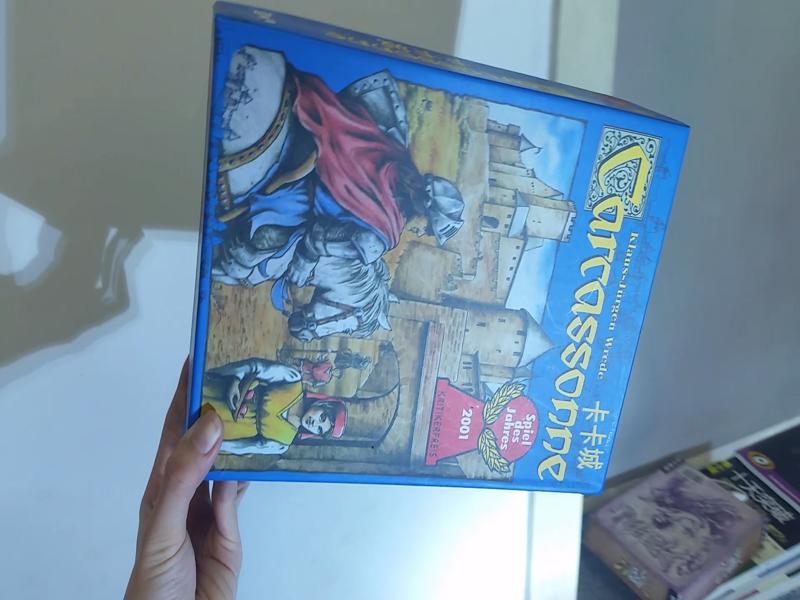 Carcassonne
Klaus-Jürgen Wrede
卡卡城
Spiel
des
Jahres
2001
KRITIKERPREIS